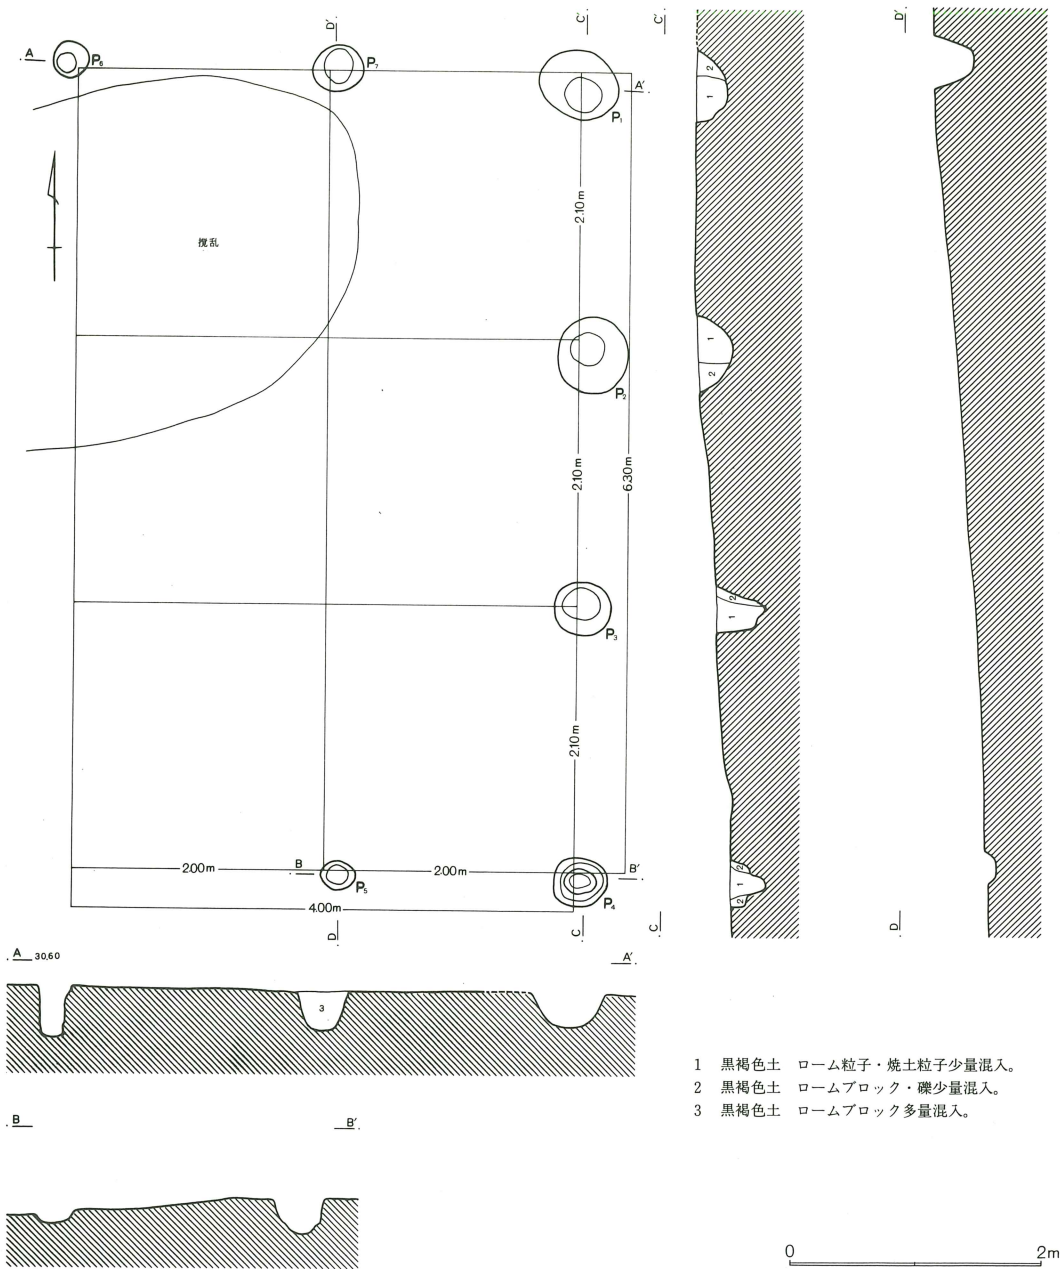 D′
C′
C′
D′
A
P₆
P₇
A′
P₁
2.10m
撹乱
P₂
2.10m
6.30m
P₃
2.10m
2.00m
B
2.00m
B′
P₅
P₄
4.00m
D
C
C
D
2
1
1
2
2
1
2
1
2
A 30.60
A′
3
B
B′
1 黒褐色土 ローム粒子・焼土粒子少量混入。
2 黒褐色土 ロームブロック・礫少量混入。
3 黒褐色土 ロームブロック多量混入。
0
2m